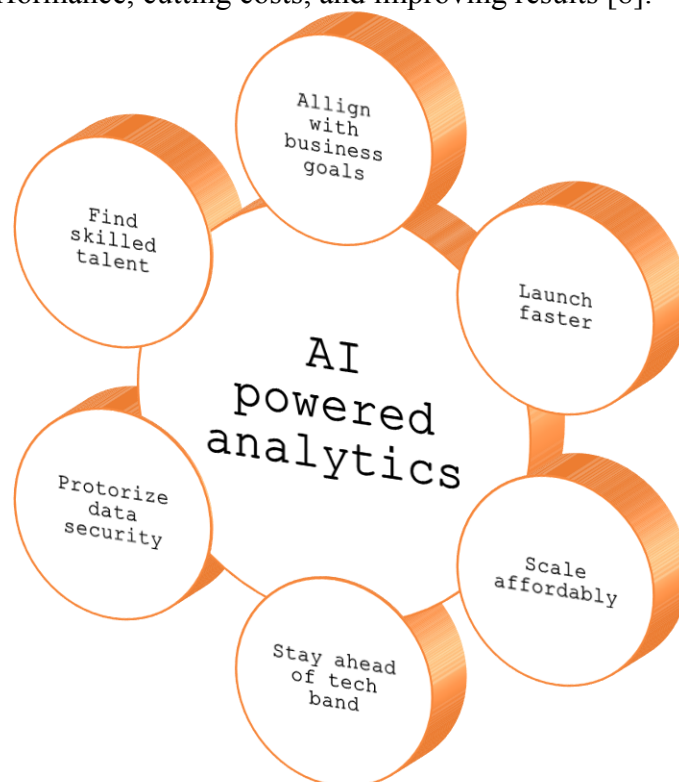 formance, cutting costs, and improving results [6].
Allign
with
business
goals
Find
skilled
talent
Launch
faster
AI
powered
analytics
Protorize
data
security
Scale
affordably
Stay ahead
of tech
band